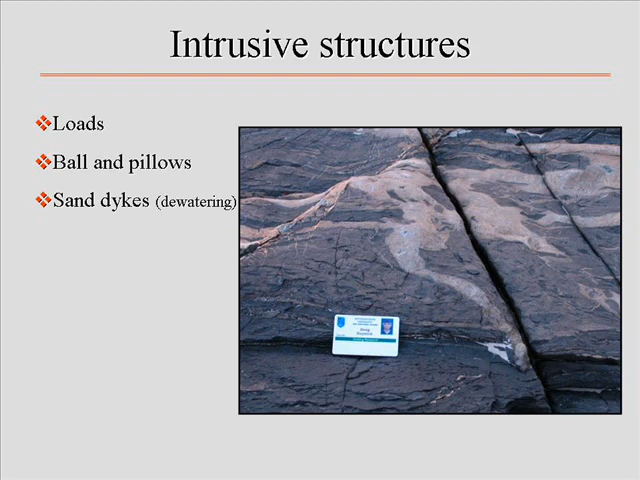 Intrusive structures
Loads
Ball and pillows
Sand dykes (dewatering)